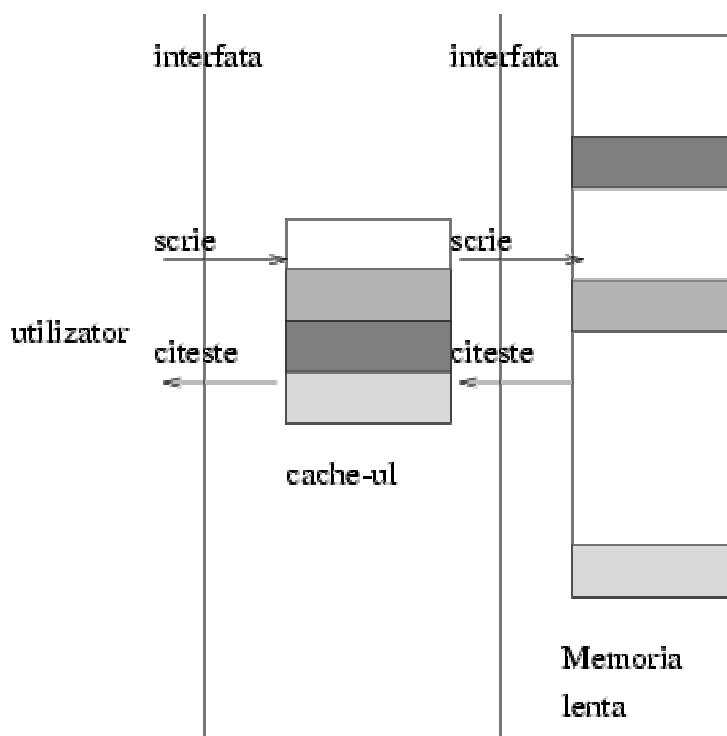 interfata
interfata
scrie
scrie
utilizator
citeste
citeste
cache-ul
Memoria
lenta